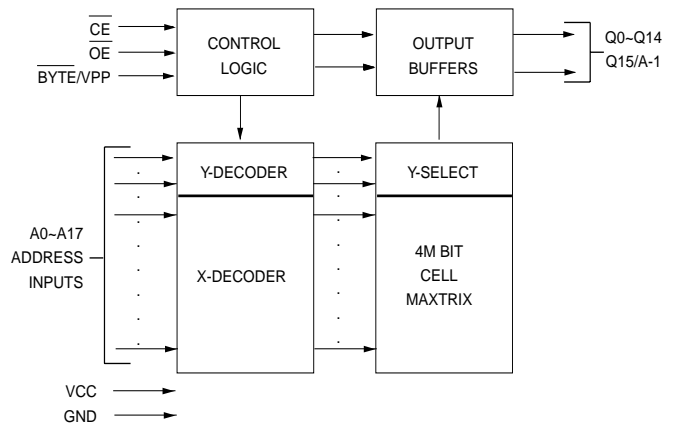 CE
OE
BYTE/VPP
CONTROL
LOGIC
OUTPUT
BUFFERS
Q0~Q14
Q15/A-1
A0~A17
ADDRESS
INPUTS
Y-DECODER
X-DECODER
Y-SELECT
4M BIT
CELL
MAXTRIX
VCC
GND